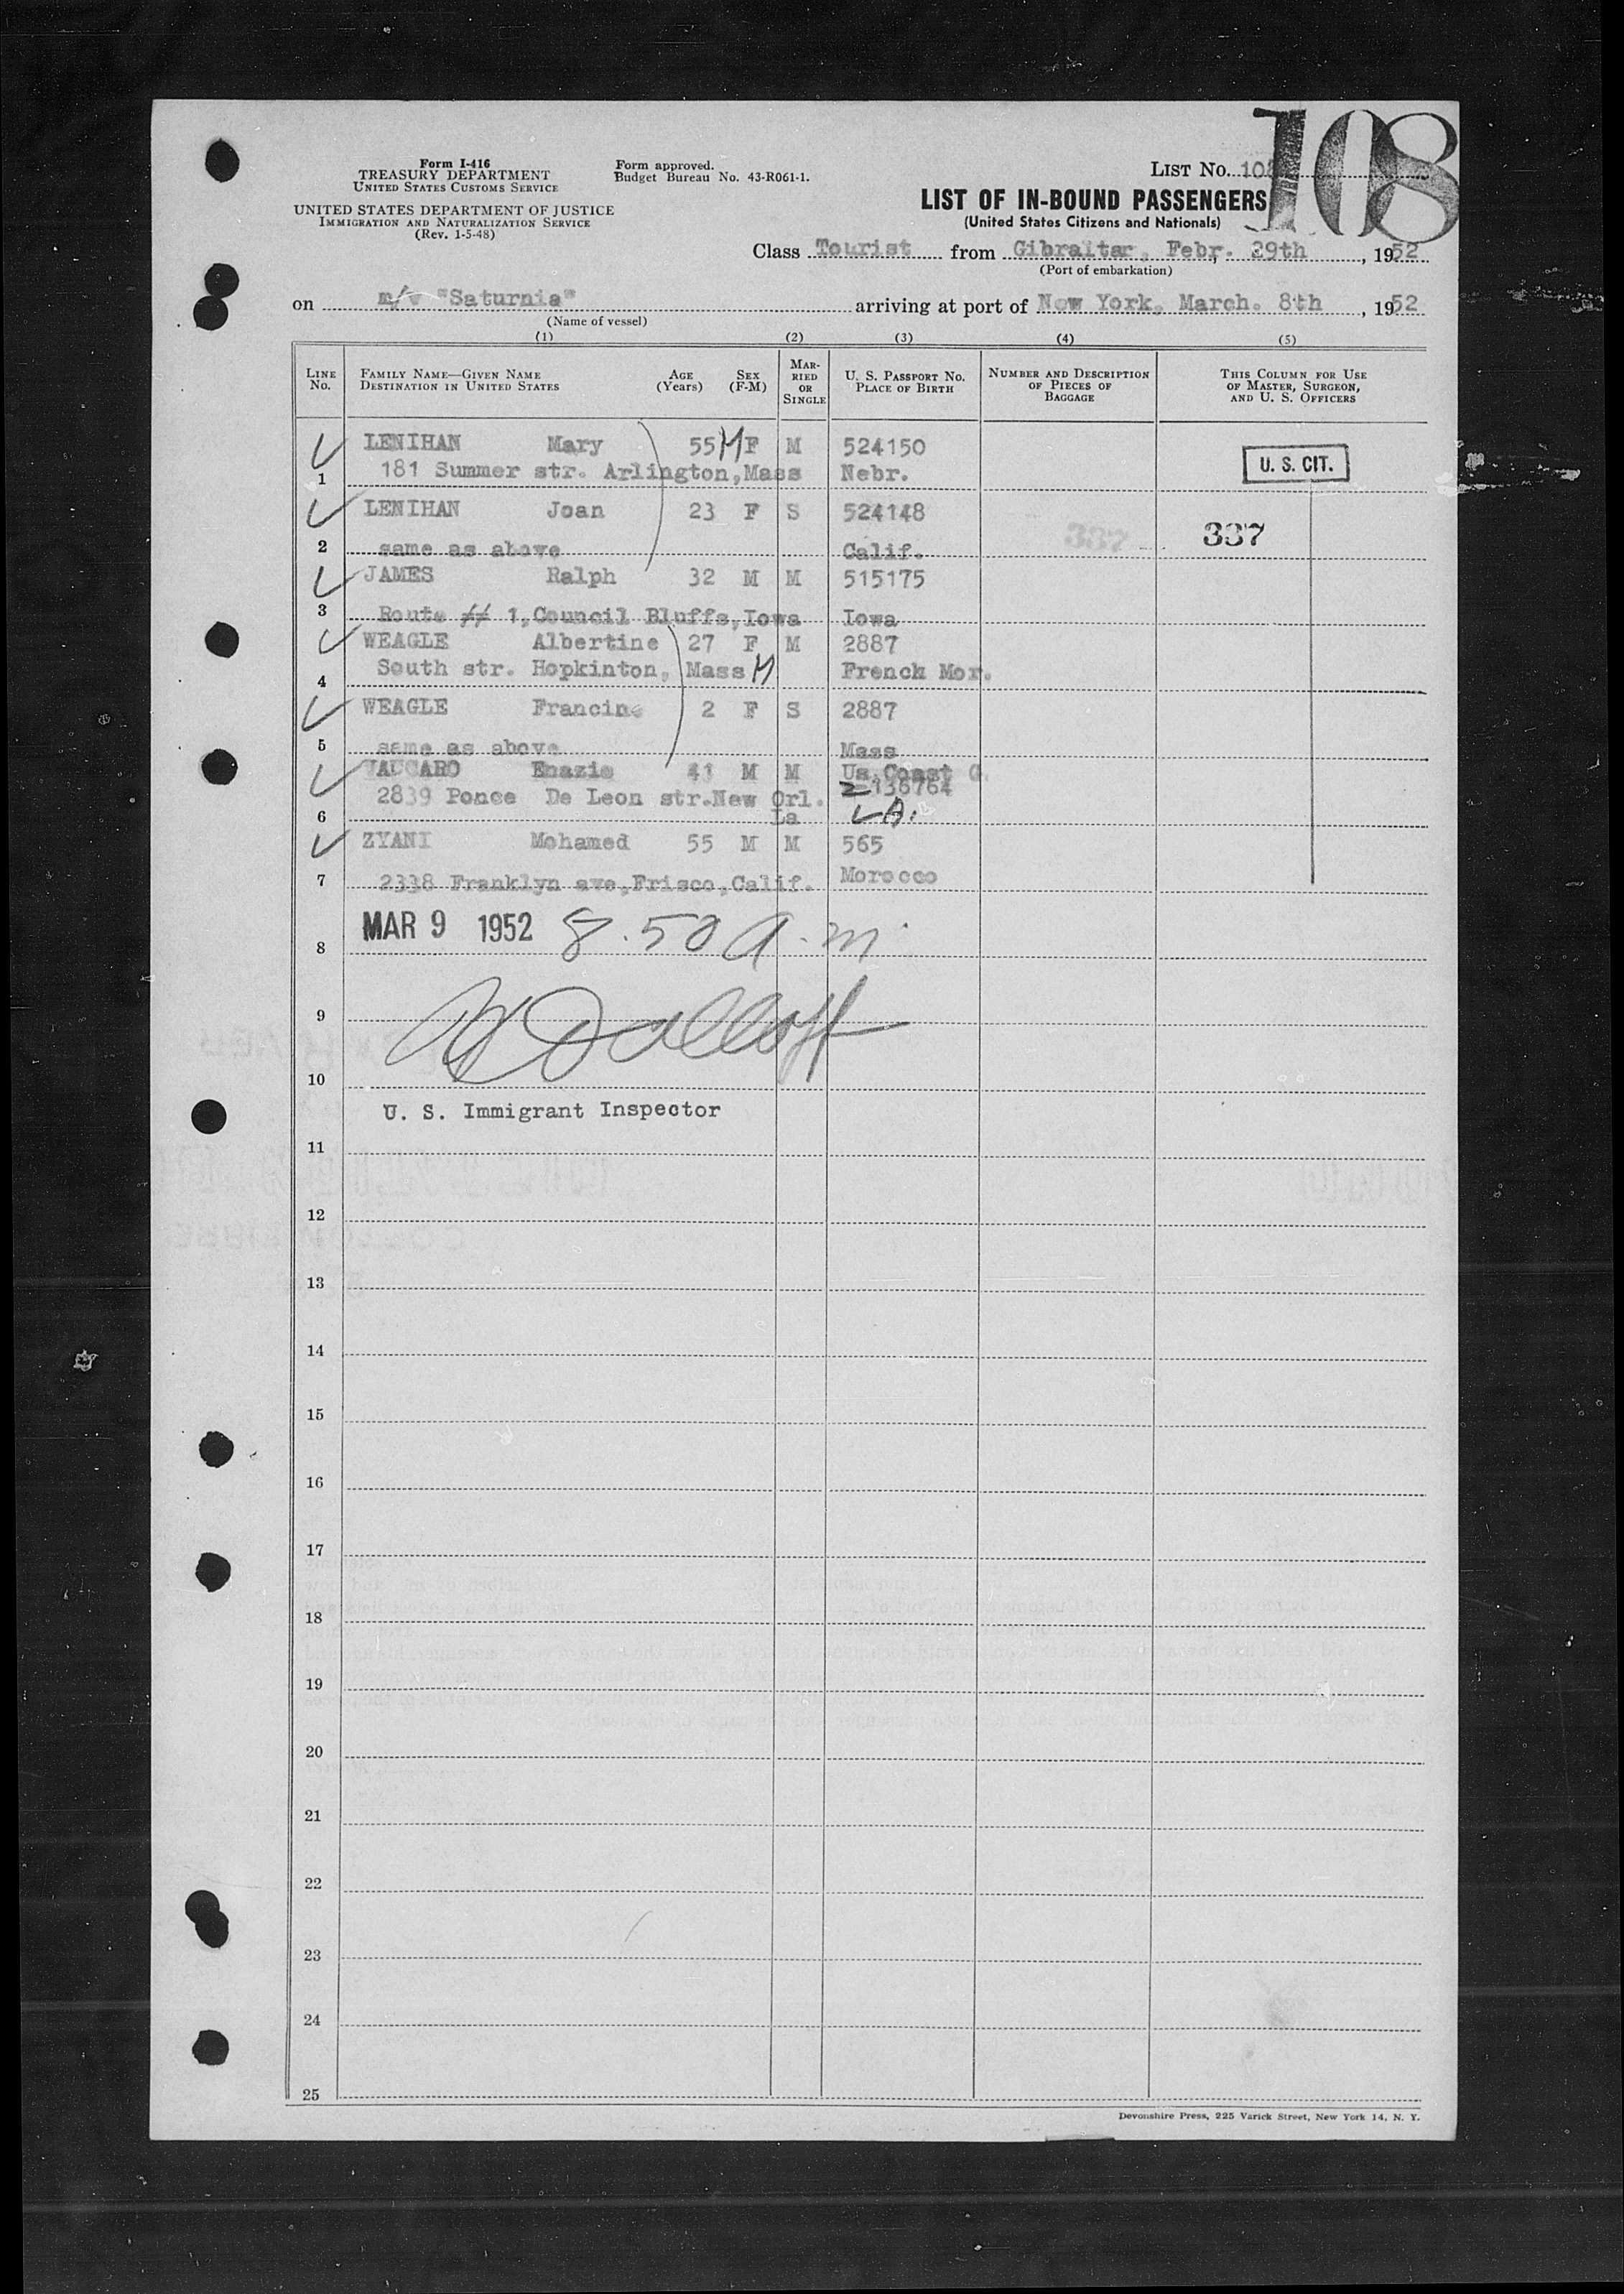 108
Form I-416
TREASURY DEPARTMENT
UNITED STATES CUSTOMS SERVICE
UNITED STATES DEPARTMENT OF JUSTICE
IMMIGRATION AND NATURALIZATION SERVICE
(Rev. 1-5-48)
Form approved.
Budget Bureau No. 43-R061-1.
LIST NO. 108
LIST OF IN-BOUND PASSENGERS
(United States Citizens and Nationals)
Class Tourist from Gibraltar, Febr. 29th, 1952
(Port of embarkation)
on m/v "Saturnia" arriving at port of New York, March. 8th, 1952
(Name of vessel)
(1) (2) (3) (4) (5)
LINE NO. FAMILY NAME—GIVEN NAME DESTINATION IN UNITED STATES AGE (Years) SEX (F-M) MARRIED OR SINGLE U. S. PASSPORT NO. PLACE OF BIRTH NUMBER AND DESCRIPTION OF PIECES OF BAGGAGE THIS COLUMN FOR USE OF MASTER, SURGEON, AND U. S. OFFICERS
LENIHAN Mary 55 M F M 524150
1 181 Summer str. Arlington,Mass Nebr. U. S. CIT.
LENIHAN Joan 23 F S 524148
337 337
2 same as above Calif.
JAMES Ralph 32 M M 515175
3 Route # 1,Council Bluffs,Iowa Iowa
WEAGLE Albertine 27 F M 2887
4 South str. Hopkinton, Mass M French Mor.
WEAGLE Francine 2 F S 2887
5 same as above Mass
VACCARO 41 M M Us,Coast G.
2839 Ponce De Leon str.New Orl. Z-136764
6 La LA.
ZYANI Mohamed 55 M M 565
7 2338 Franklyn ave,Frisco,Calif. Morocco
8 MAR 9 1952 8.50 a.m.
9
10
U. S. Immigrant Inspector
11
12
13
14
15
16
17
18
19
20
21
22
23
24
25
Devonshire Press, 225 Varick Street, New York 14, N. Y.